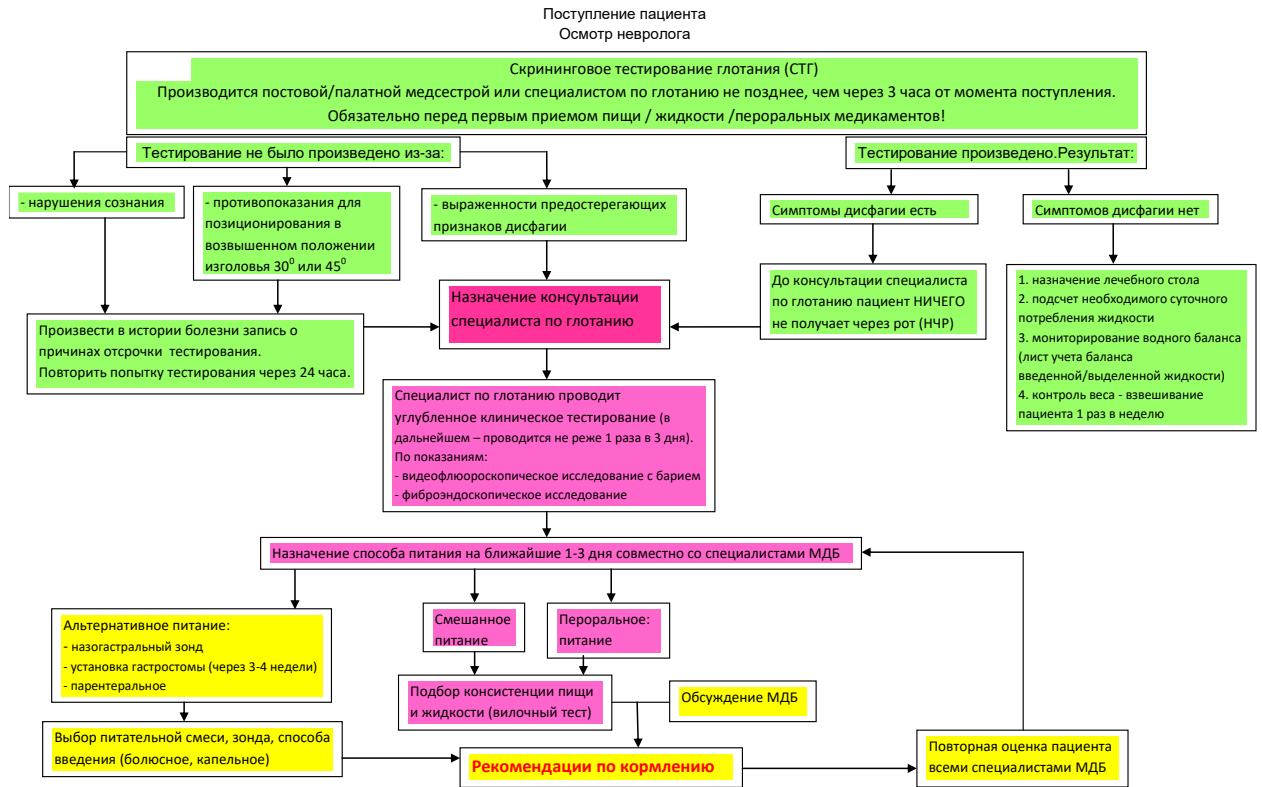 Поступление пациента
Осмотр невролога
Скрининговое тестирование глотания (СТГ)
Производится постовой/палатной медсестрой или специалистом по глотанию не позднее, чем через 3 часа от момента поступления.
Обязательно перед первым приемом пищи / жидкости /пероральных медикаментов!
Тестирование не было произведено из-за:
Тестирование произведено.Результат:
- нарушения сознания
- противопоказания для
позиционирования в
возвышенном положении
изголовья 30⁰ или 45⁰
- выраженности предостерегающих
признаков дисфагии
Симптомы дисфагии есть
Симптомов дисфагии нет
Произвести в истории болезни запись о
причинах отсрочки тестирования.
Повторить попытку тестирования через 24 часа.
Назначение консультации
специалиста по глотанию
До консультации специалиста
по глотанию пациент НИЧЕГО
не получает через рот (НЧР)
1. назначение лечебного стола
2. подсчет необходимого суточного
потребления жидкости
3. мониторирование водного баланса
(лист учета баланса
введенной/выделенной жидкости)
4. контроль веса - взвешивание
пациента 1 раз в неделю
Специалист по глотанию проводит
углубленное клиническое тестирование (в
дальнейшем – проводится не реже 1 раза в 3 дня).
По показаниям:
- видеофлюороскопическое исследование с барием
- фиброэндоскопическое исследование
Назначение способа питания на ближайшие 1-3 дня совместно со специалистами МДБ
Альтернативное питание:
- назогастральный зонд
- установка гастростомы (через 3-4 недели)
- парентеральное
Смешанное
питание
Пероральное:
питание
Подбор консистенции пищи
и жидкости (вилочный тест)
Обсуждение МДБ
Выбор питательной смеси, зонда, способа
введения (болюсное, капельное)
Рекомендации по кормлению
Повторная оценка пациента
всеми специалистами МДБ